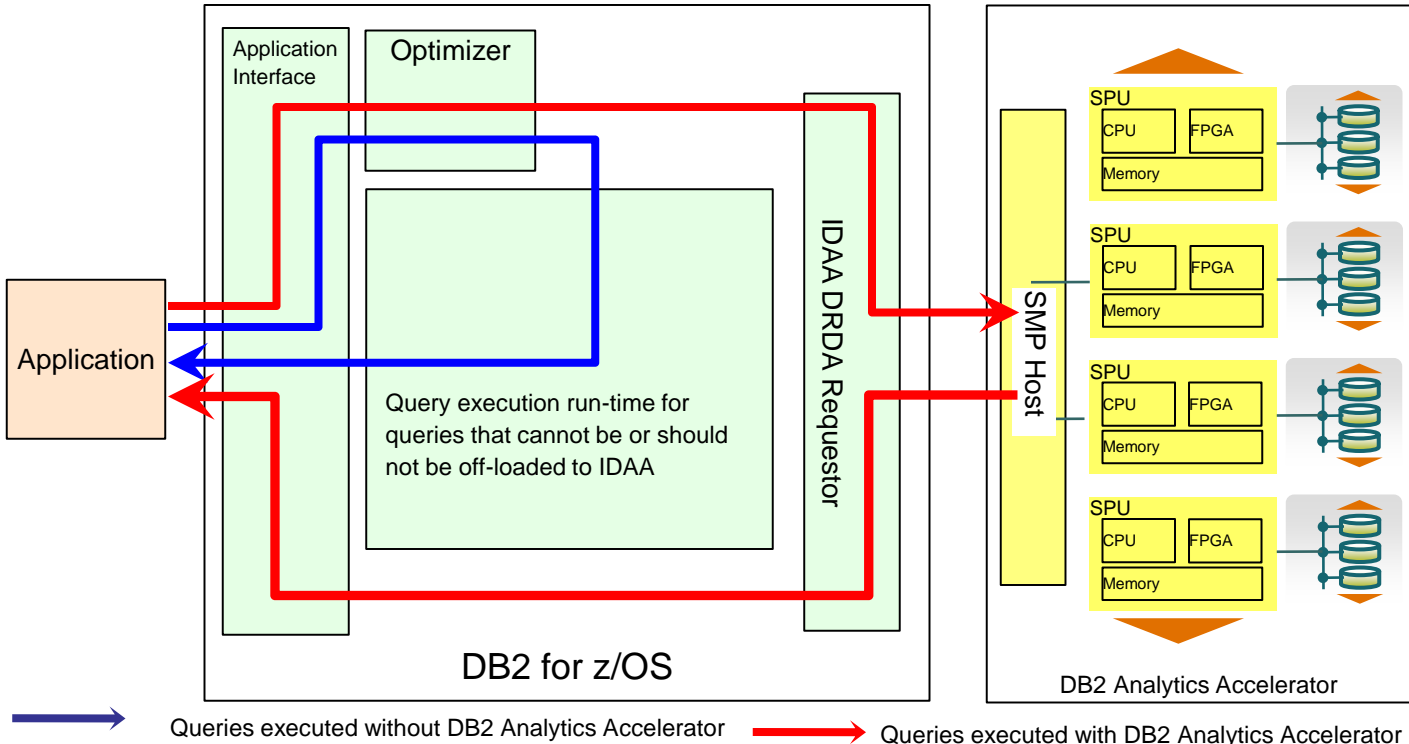 Application
Interface
Optimizer
Application
Query execution run-time for
queries that cannot be or should
not be off-loaded to IDAA
IDAA DRDA Requestor
DB2 for z/OS
SMP Host
SPU
CPU
FPGA
Memory
SPU
CPU
FPGA
Memory
SPU
CPU
FPGA
Memory
SPU
CPU
FPGA
Memory
DB2 Analytics Accelerator
Queries executed without DB2 Analytics Accelerator
Queries executed with DB2 Analytics Accelerator